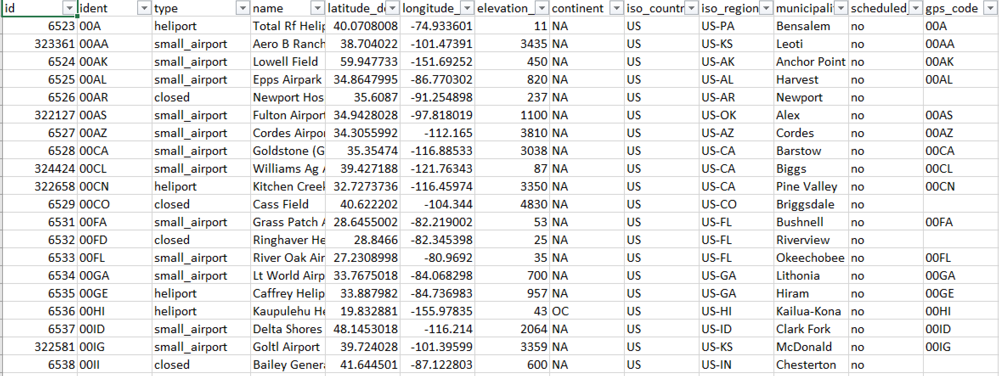 id ident type name latitude_d longitude_ elevation_ continent iso_countr iso_region municipali scheduled_ gps_code
6523 00A heliport Total Rf Helip 40.0708008 -74.933601 11 NA US US-PA Bensalem no 00A
323361 00AA small_airport Aero B Ranch 38.704022 -101.47391 3435 NA US US-KS Leoti no 00AA
6524 00AK small_airport Lowell Field 59.947733 -151.69252 450 NA US US-AK Anchor Point no 00AK
6525 00AL small_airport Epps Airpark 34.8647995 -86.770302 820 NA US US-AL Harvest no 00AL
6526 00AR closed Newport Hos 35.6087 -91.254898 237 NA US US-AR Newport no
322127 00AS small_airport Fulton Airport 34.9428028 -97.818019 1100 NA US US-OK Alex no 00AS
6527 00AZ small_airport Cordes Airpor 34.3055992 -112.165 3810 NA US US-AZ Cordes no 00AZ
6528 00CA small_airport Goldstone (G 35.35474 -116.88533 3038 NA US US-CA Barstow no 00CA
324424 00CL small_airport Williams Ag A 39.427188 -121.76343 87 NA US US-CA Biggs no 00CL
322658 00CN heliport Kitchen Creek 32.7273736 -116.45974 3350 NA US US-CA Pine Valley no 00CN
6529 00CO closed Cass Field 40.622202 -104.344 4830 NA US US-CO Briggsdale no
6531 00FA small_airport Grass Patch A 28.6455002 -82.219002 53 NA US US-FL Bushnell no 00FA
6532 00FD closed Ringhaver He 28.8466 -82.345398 25 NA US US-FL Riverview no
6533 00FL small_airport River Oak Air 27.2308998 -80.9692 35 NA US US-FL Okeechobee no 00FL
6534 00GA small_airport Lt World Airp 33.7675018 -84.068298 700 NA US US-GA Lithonia no 00GA
6535 00GE heliport Caffrey Helip 33.887982 -84.736983 957 NA US US-GA Hiram no 00GE
6536 00HI heliport Kaupulehu He 19.832881 -155.97835 43 OC US US-HI Kailua-Kona no 00HI
6537 00ID small_airport Delta Shores 48.1453018 -116.214 2064 NA US US-ID Clark Fork no 00ID
322581 00IG small_airport Goltl Airport 39.724028 -101.39599 3359 NA US US-KS McDonald no 00IG
6538 00II closed Bailey Genera 41.644501 -87.122803 600 NA US US-IN Chesterton no